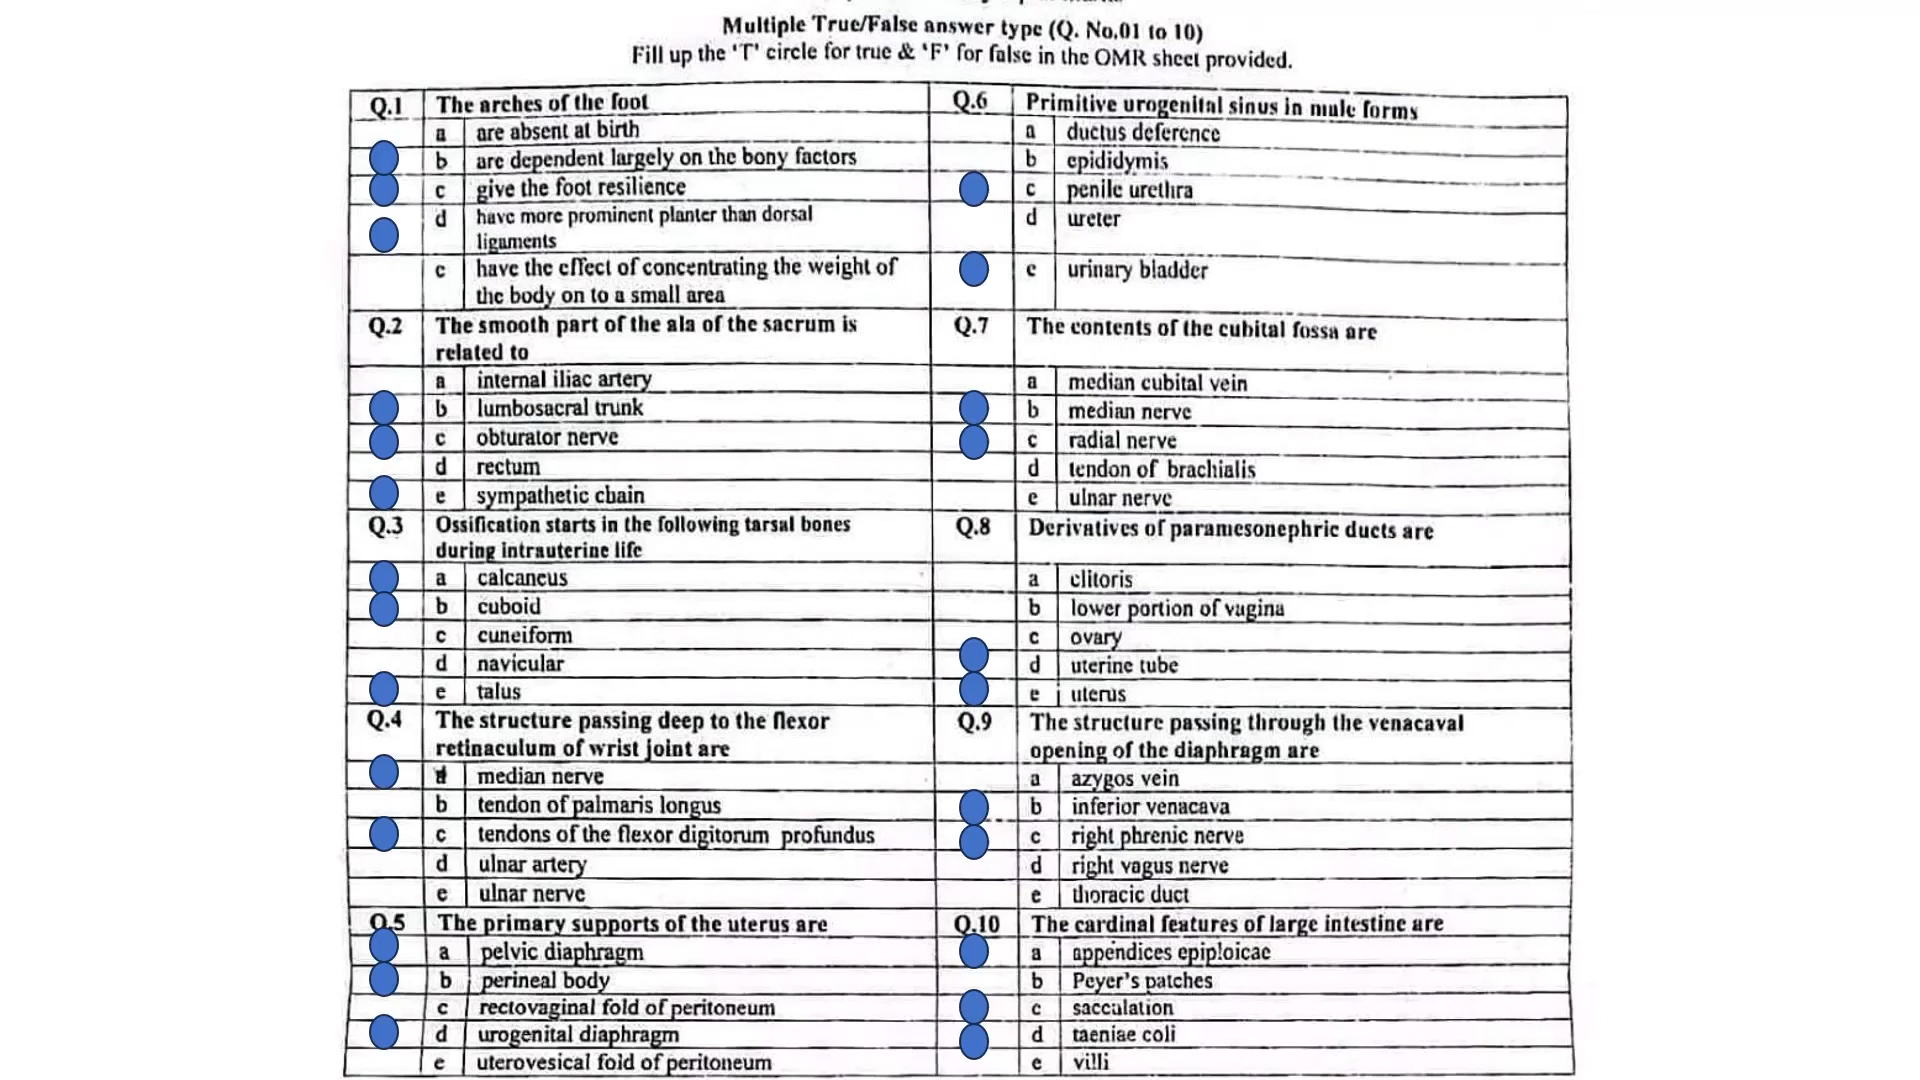 Multiple True/False answer type (Q. No.01 to 10)
Fill up the 'T' circle for true & 'F' for false in the OMR sheet provided.
Q.1 The arches of the foot
a are absent at birth
b are dependent largely on the bony factors
c give the foot resilience
d have more prominent planter than dorsal
ligaments
e have the effect of concentrating the weight of
the body on to a small area
Q.2 The smooth part of the ala of the sacrum is
related to
a internal iliac artery
b lumbosacral trunk
c obturator nerve
d rectum
e sympathetic chain
Q.3 Ossification starts in the following tarsal bones
during intrauterine life
a calcaneus
b cuboid
c cuneiform
d navicular
e talus
Q.4 The structure passing deep to the flexor
retinaculum of wrist joint are
median nerve
b tendon of palmaris longus
c tendons of the flexor digitorum profundus
d ulnar artery
e ulnar nerve
Q.5 The primary supports of the uterus are
a pelvic diaphragm
b perineal body
c rectovaginal fold of peritoneum
d urogenital diaphragm
e uterovesical fold of peritoneum
Q.6 Primitive urogenital sinus in male forms
a ductus deference
b epididymis
c penile urethra
d ureter
e urinary bladder
Q.7 The contents of the cubital fossa are
a median cubital vein
b median nerve
c radial nerve
d tendon of brachialis
e ulnar nerve
Q.8 Derivatives of paramesonephric ducts are
a clitoris
b lower portion of vagina
c ovary
d uterine tube
e uterus
Q.9 The structure passing through the venacaval
opening of the diaphragm are
a azygos vein
b inferior venacava
c right phrenic nerve
d right vagus nerve
e thoracic duct
Q.10 The cardinal features of large intestine are
a appendices epiploicae
b Peyer's patches
c sacculation
d taeniae coli
e villi